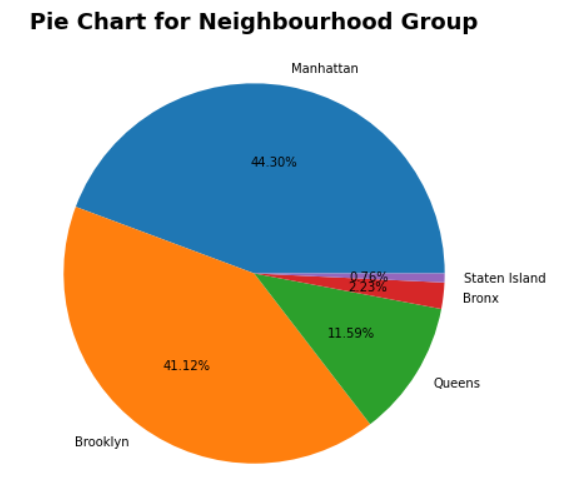 Pie Chart for Neighbourhood Group
Manhattan
44.30%
0.76%
Staten Island
2.23%
Bronx
11.59%
41.12%
Queens
Brooklyn